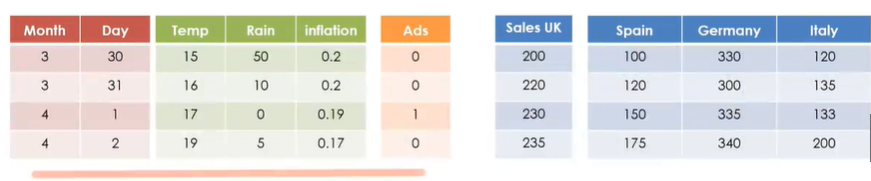 Month Day Temp Rain inflation Ads Sales UK Spain Germany Italy
3 30 15 50 0.2 0 200 100 330 120
3 31 16 10 0.2 0 220 120 300 135
4 1 17 0 0.19 1 230 150 335 133
4 2 19 5 0.17 0 235 175 340 200